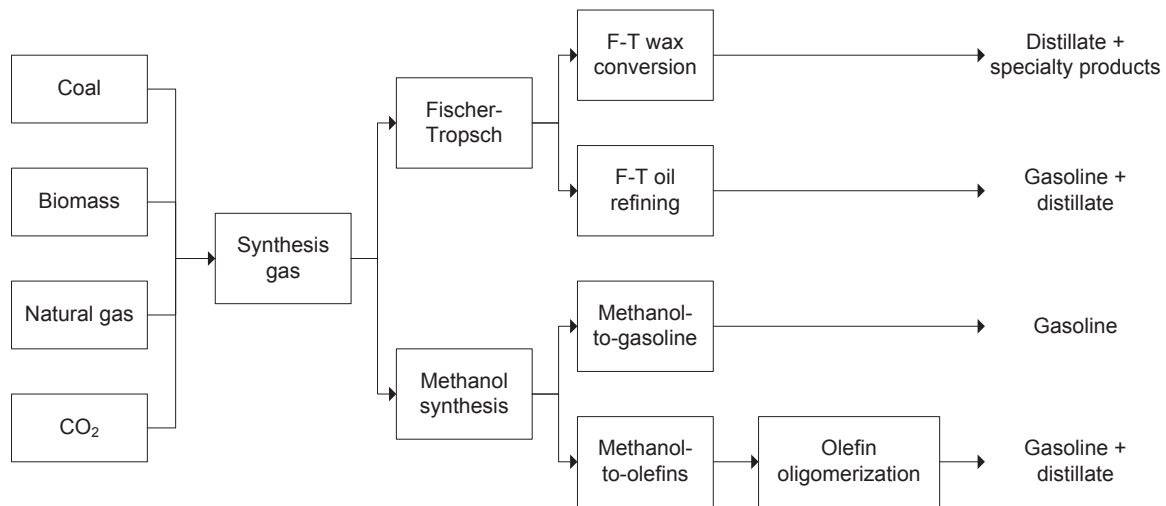 Coal
Biomass
Natural gas
CO₂
Synthesis
gas
Fischer-
Tropsch
Methanol
synthesis
F-T wax
conversion
F-T oil
refining
Methanol-
to-gasoline
Methanol-
to-olefins
Olefin
oligomerization
Distillate +
specialty products
Gasoline +
distillate
Gasoline
Gasoline +
distillate